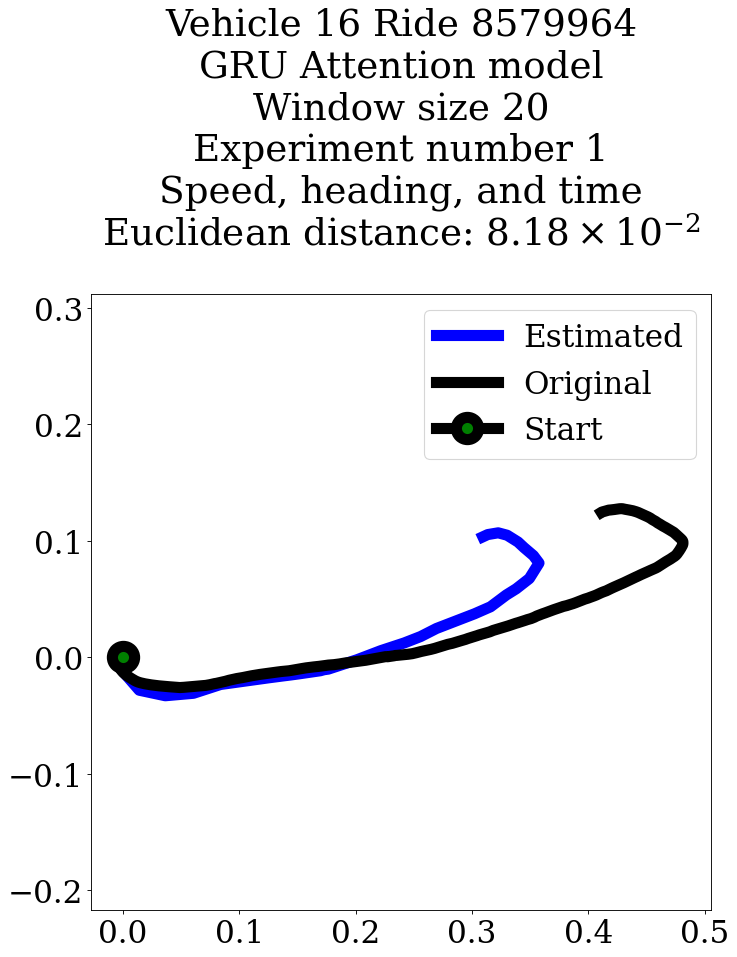 Vehicle 16 Ride 8579964
GRU Attention model
Window size 20
Experiment number 1
Speed, heading, and time
Euclidean distance: 8.18 × 10⁻²
0.3
Estimated
Original
Start
0.2
0.1
0.0
−0.1
−0.2
0.0 0.1 0.2 0.3 0.4 0.5